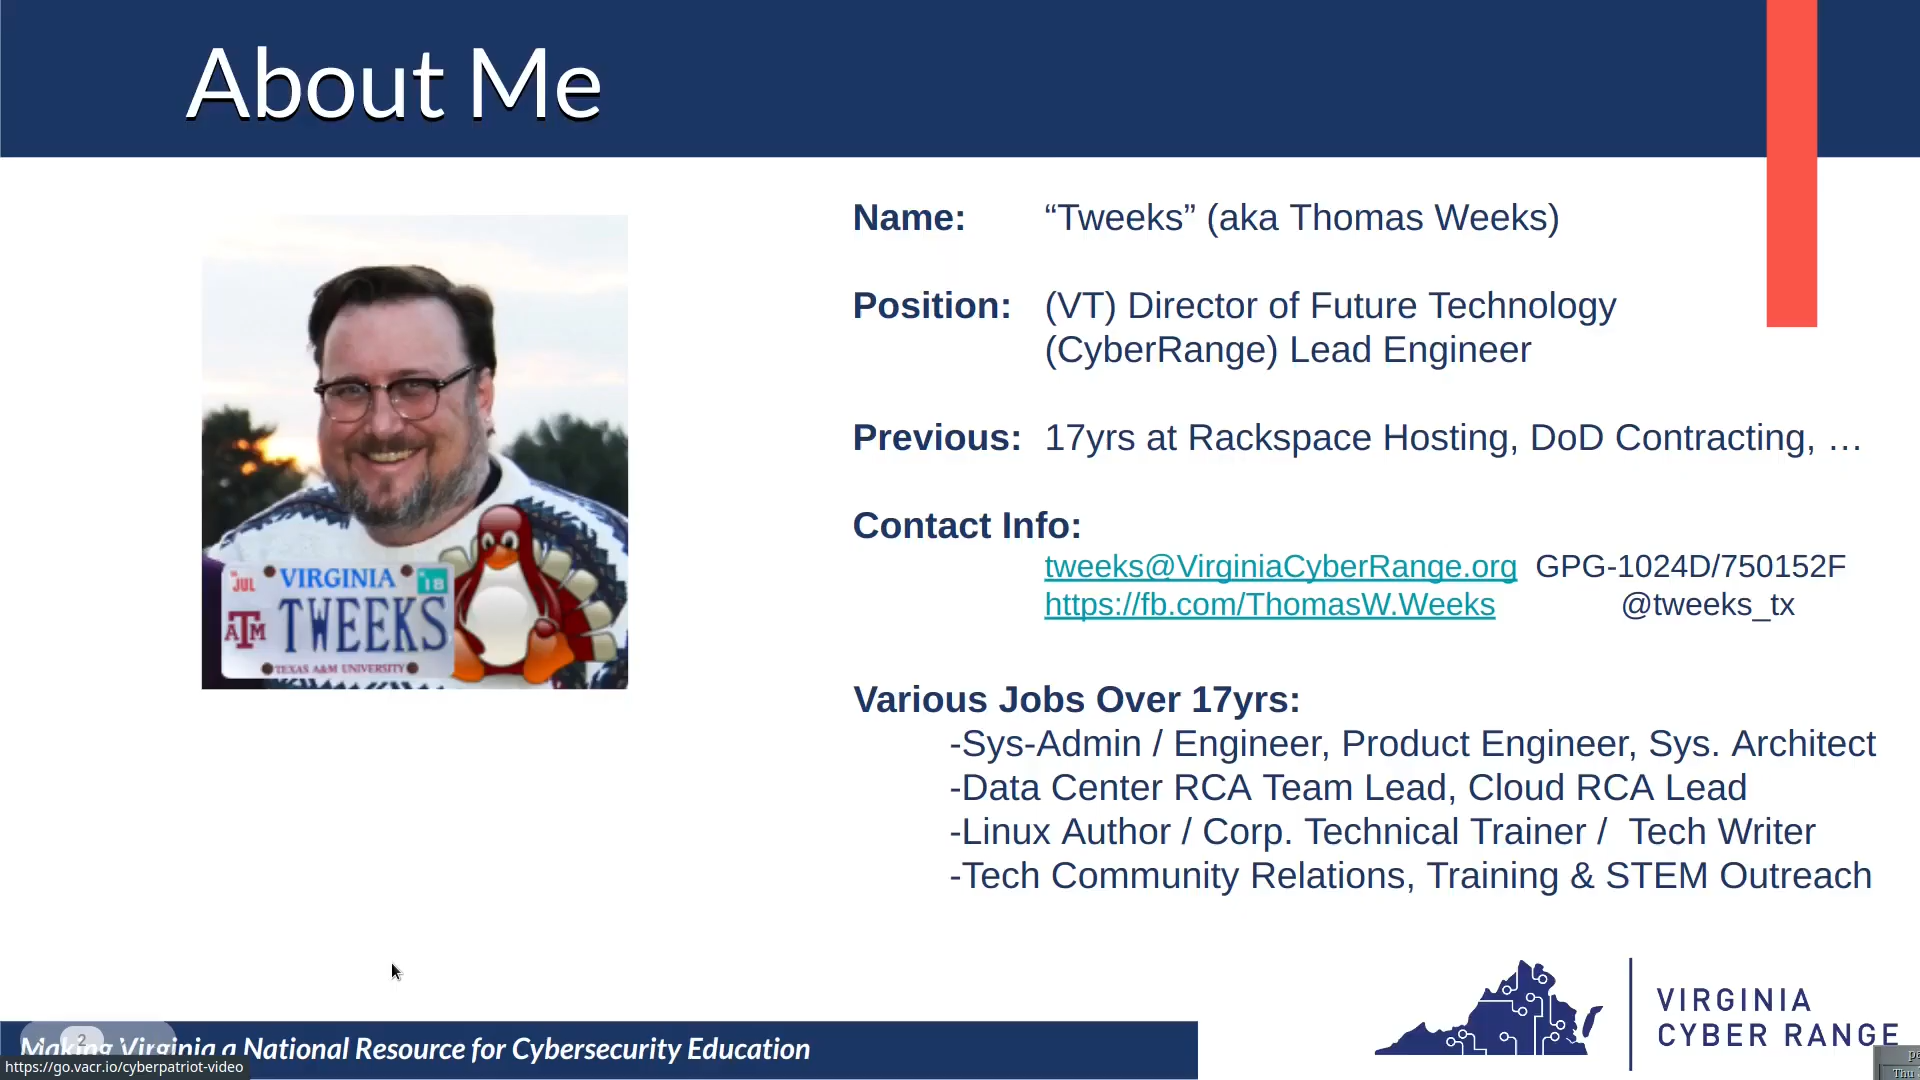 About Me
Name: “Tweeks” (aka Thomas Weeks)
Position: (VT) Director of Future Technology
(CyberRange) Lead Engineer
Previous: 17yrs at Rackspace Hosting, DoD Contracting, …
Contact Info:
tweeks@VirginiaCyberRange.org GPG-1024D/750152F
https://fb.com/ThomasW.Weeks @tweeks_tx
Various Jobs Over 17yrs:
-Sys-Admin / Engineer, Product Engineer, Sys. Architect
-Data Center RCA Team Lead, Cloud RCA Lead
-Linux Author / Corp. Technical Trainer / Tech Writer
-Tech Community Relations, Training & STEM Outreach
JUL VIRGINIA 18
ATM TWEEKS
TEXAS A&M UNIVERSITY
VIRGINIA
CYBER RANGE
2
Making Virginia a National Resource for Cybersecurity Education
https://go.vacr.io/cyberpatriot-video
Thu